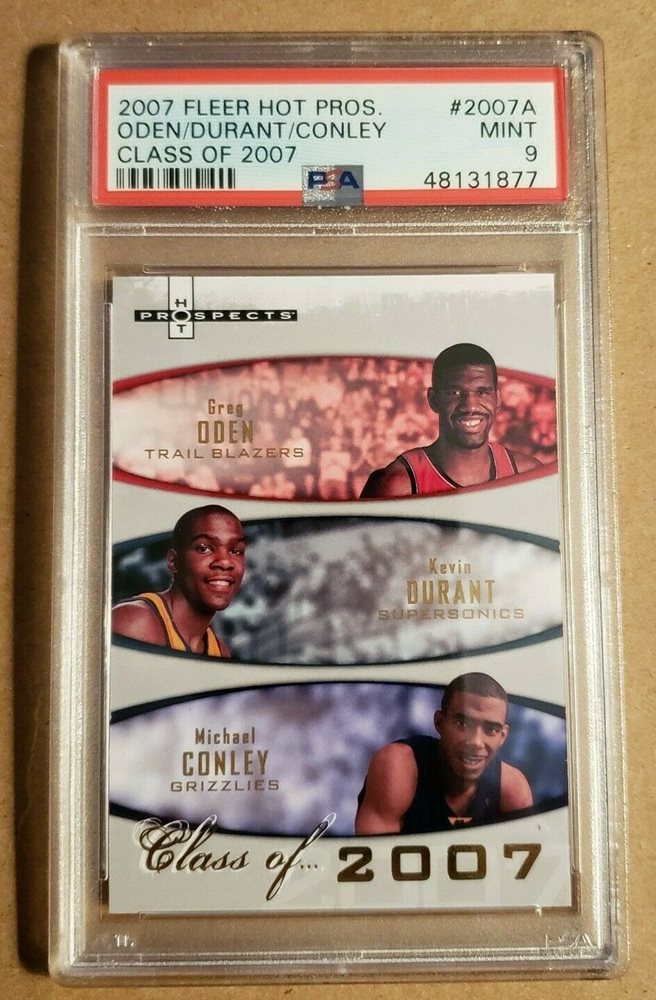 2007 FLEER HOT PROS. #2007A
ODEN/DURANT/CONLEY MINT
CLASS OF 2007 9
PSA 48131877
HOT
PROSPECTS
Greg
ODEN
TRAIL BLAZERS
Kevin
DURANT
SUPERSONICS
Michael
CONLEY
GRIZZLIES
Class of... 2007